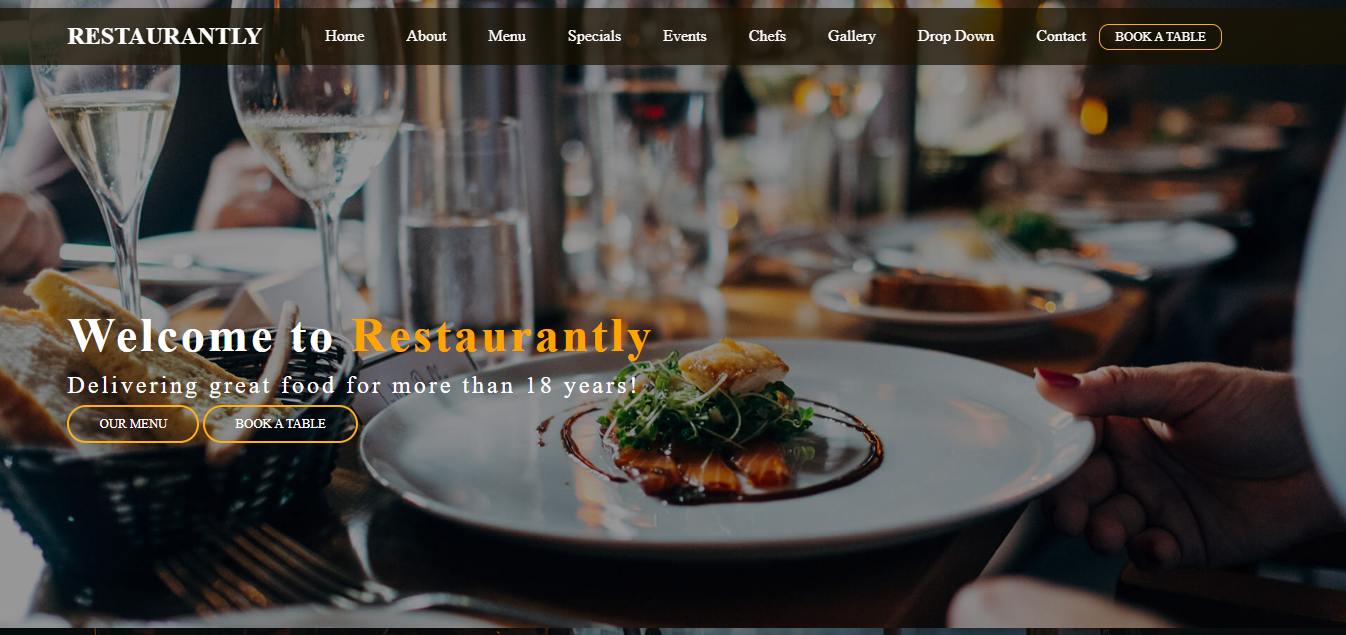 RESTAURANTLY Home About Menu Specials Events Chefs Gallery Drop Down Contact BOOK A TABLE
Welcome to Restaurantly
Delivering great food for more than 18 years!
OUR MENU BOOK A TABLE